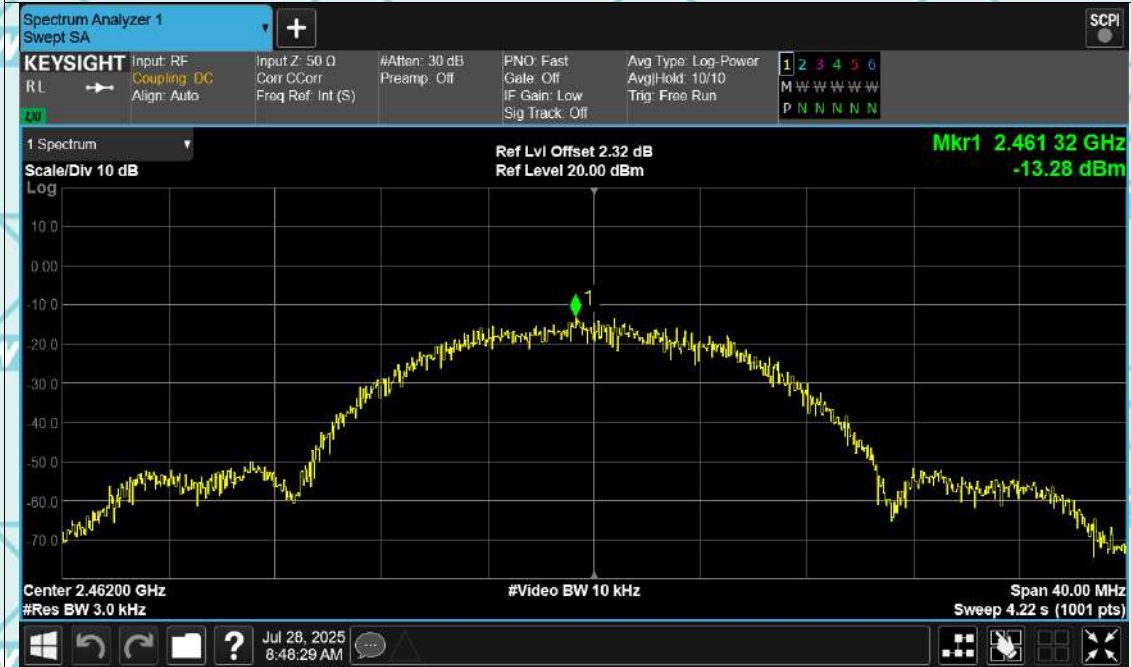 Spectrum Analyzer 1
Swept SA
+
SCPI
KEYSIGHT
RL
LXI
Input: RF
Coupling: DC
Align: Auto
Input Z: 50 Ω
Corr CCorr
Freq Ref: Int (S)
#Atten: 30 dB
Preamp: Off
PNO: Fast
Gate: Off
IF Gain: Low
Sig Track: Off
Avg Type: Log-Power
Avg|Hold: 10/10
Trig: Free Run
1 2 3 4 5 6
M W W W W W
P N N N N N
1 Spectrum
Scale/Div 10 dB
Log
Ref Lvl Offset 2.32 dB
Ref Level 20.00 dBm
Mkr1 2.461 32 GHz
-13.28 dBm
10.0
0.00
-10.0
-20.0
-30.0
-40.0
-50.0
-60.0
-70.0
1
Center 2.46200 GHz
#Res BW 3.0 kHz
#Video BW 10 kHz
Span 40.00 MHz
Sweep 4.22 s (1001 pts)
?
Jul 28, 2025
8:48:29 AM